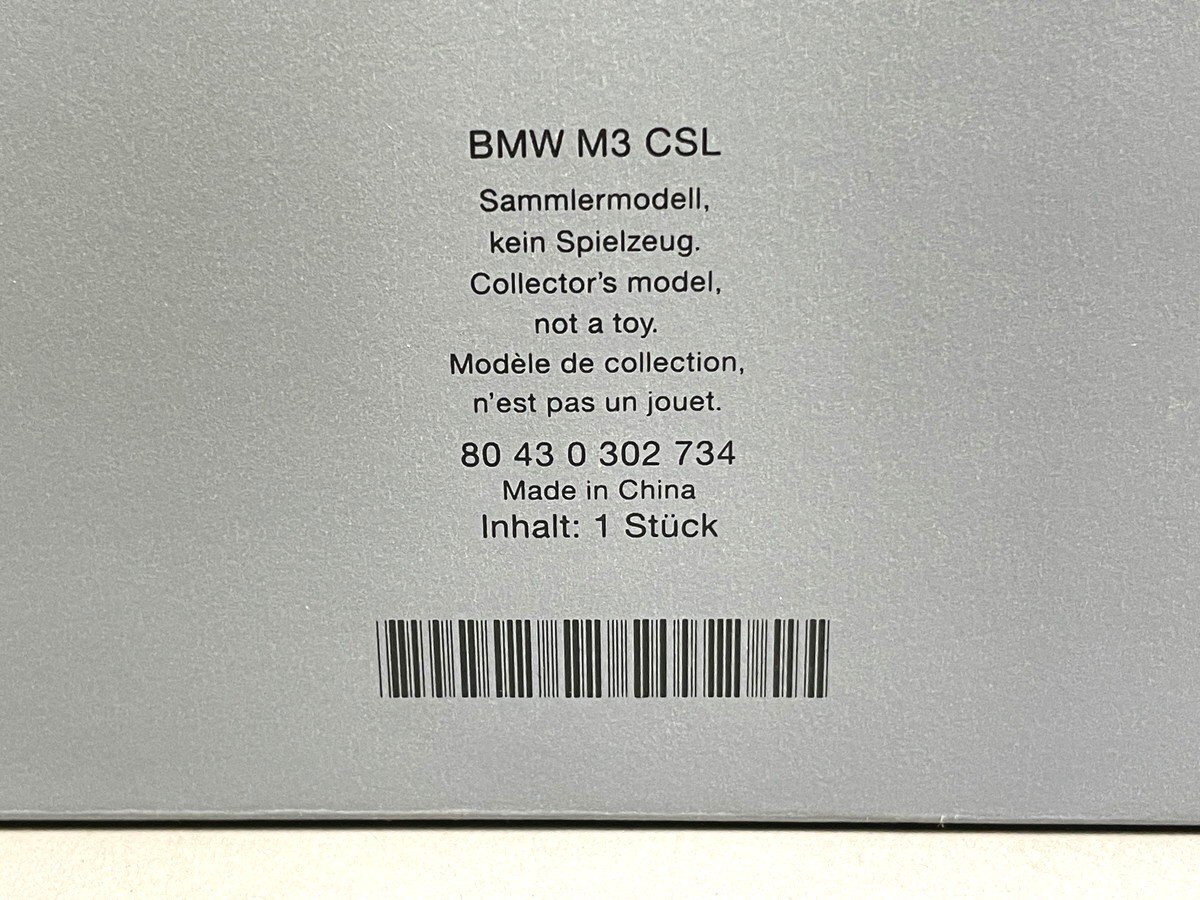 BMW M3 CSL
Sammlermodell,
kein Spielzeug.
Collector's model,
not a toy.
Modèle de collection,
n'est pas un jouet.
80 43 0 302 734
Made in China
Inhalt: 1 Stück